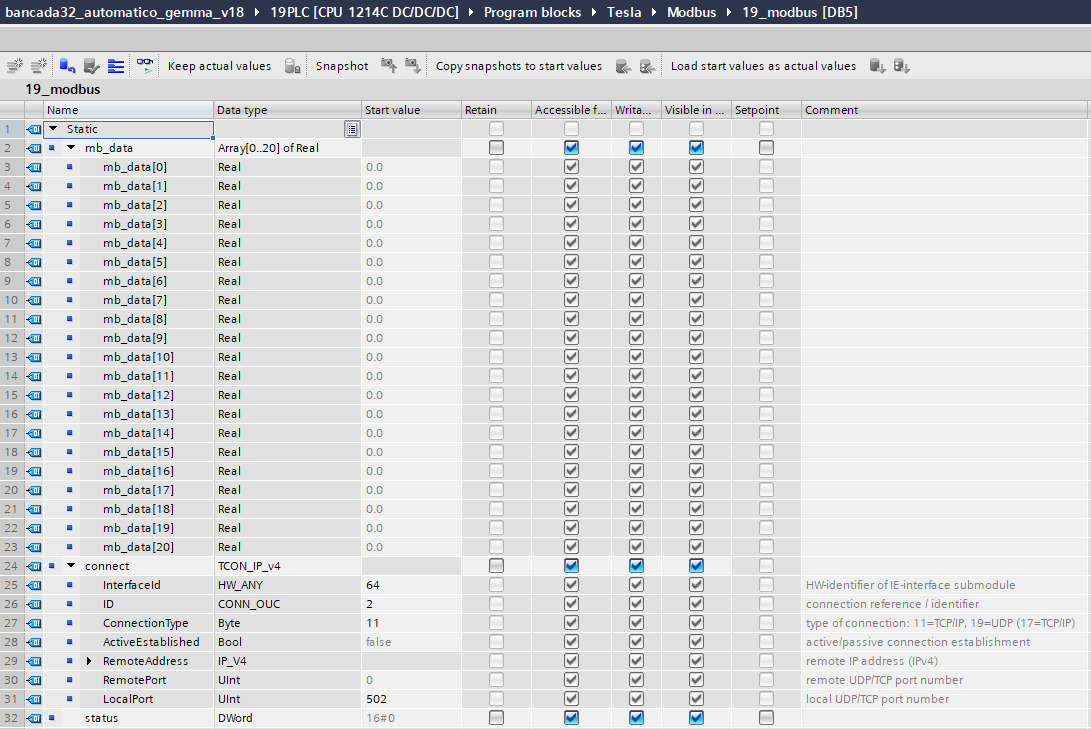 bancada32_automatico_gemma_v18 ▸ 19PLC [CPU 1214C DC/DC/DC] ▸ Program blocks ▸ Tesla ▸ Modbus ▸ 19_modbus [DB5]
Keep actual values Snapshot Copy snapshots to start values Load start values as actual values
19_modbus
Name Data type Start value Retain Accessible f... Writa... Visible in ... Setpoint Comment
1 Static
2 mb_data Array[0..20] of Real
3 mb_data[0] Real 0.0
4 mb_data[1] Real 0.0
5 mb_data[2] Real 0.0
6 mb_data[3] Real 0.0
7 mb_data[4] Real 0.0
8 mb_data[5] Real 0.0
9 mb_data[6] Real 0.0
10 mb_data[7] Real 0.0
11 mb_data[8] Real 0.0
12 mb_data[9] Real 0.0
13 mb_data[10] Real 0.0
14 mb_data[11] Real 0.0
15 mb_data[12] Real 0.0
16 mb_data[13] Real 0.0
17 mb_data[14] Real 0.0
18 mb_data[15] Real 0.0
19 mb_data[16] Real 0.0
20 mb_data[17] Real 0.0
21 mb_data[18] Real 0.0
22 mb_data[19] Real 0.0
23 mb_data[20] Real 0.0
24 connect TCON_IP_v4
25 InterfaceId HW_ANY 64 HW-identifier of IE-interface submodule
26 ID CONN_OUC 2 connection reference / identifier
27 ConnectionType Byte 11 type of connection: 11=TCP/IP, 19=UDP (17=TCP/IP)
28 ActiveEstablished Bool false active/passive connection establishment
29 RemoteAddress IP_V4 remote IP address (IPv4)
30 RemotePort UInt 0 remote UDP/TCP port number
31 LocalPort UInt 502 local UDP/TCP port number
32 status DWord 16#0